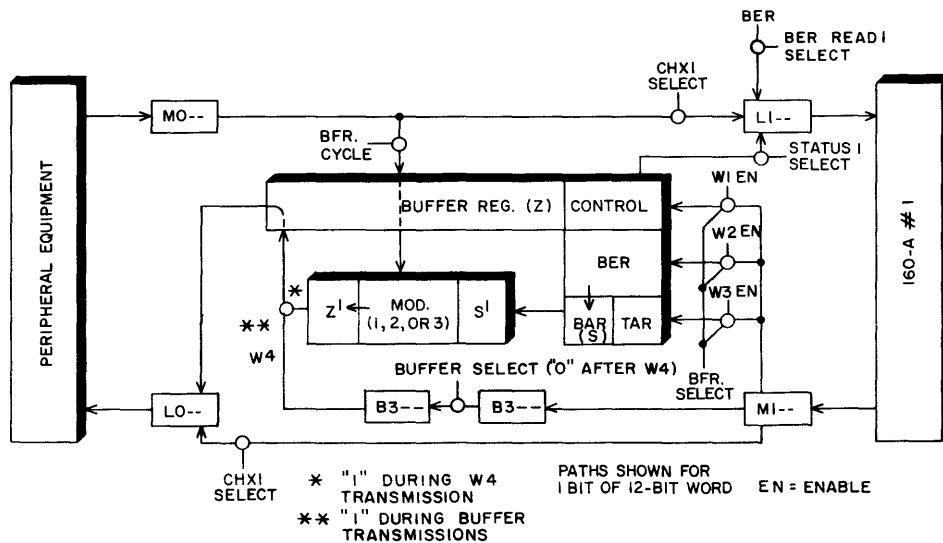 BER
BER READ 1
SELECT
CHX1
SELECT
MO--
L1--
BFR.
CYCLE
STATUS 1
SELECT
PERIPHERAL EQUIPMENT
160-A #1
BUFFER REG. (Z)
CONTROL
W1 EN
BER
W2 EN
*
Z¹
MOD.
(1, 2, OR 3)
S¹
BAR
(S)
TAR
W3 EN
**
W4
BUFFER SELECT ("0" AFTER W4)
BFR.
SELECT
LO--
B3--
B3--
M1--
CHX1
SELECT
* "1" DURING W4
TRANSMISSION
** "1" DURING BUFFER
TRANSMISSIONS
PATHS SHOWN FOR
1 BIT OF 12-BIT WORD
EN = ENABLE